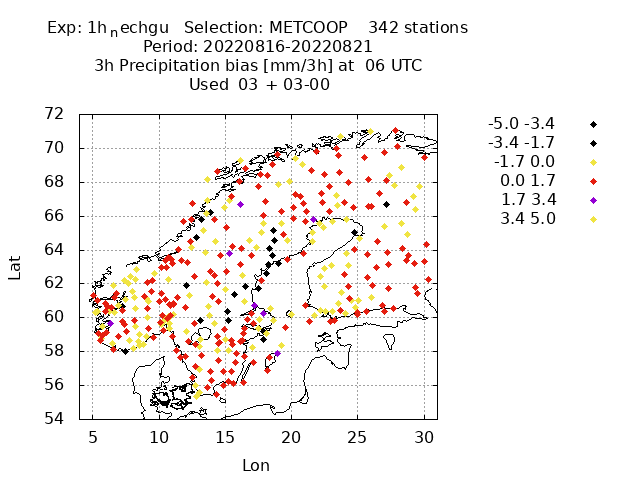 Exp: 1h n echgu   Selection: METCOOP    342 stations
Period: 20220816-20220821
3h Precipitation bias [mm/3h] at  06 UTC
Used  03 + 03-00
-5.0 -3.4
-3.4 -1.7
-1.7 0.0
0.0 1.7
1.7 3.4
3.4 5.0
72
70
68
66
64
62
60
58
56
54
Lat
5 10 15 20 25 30
Lon